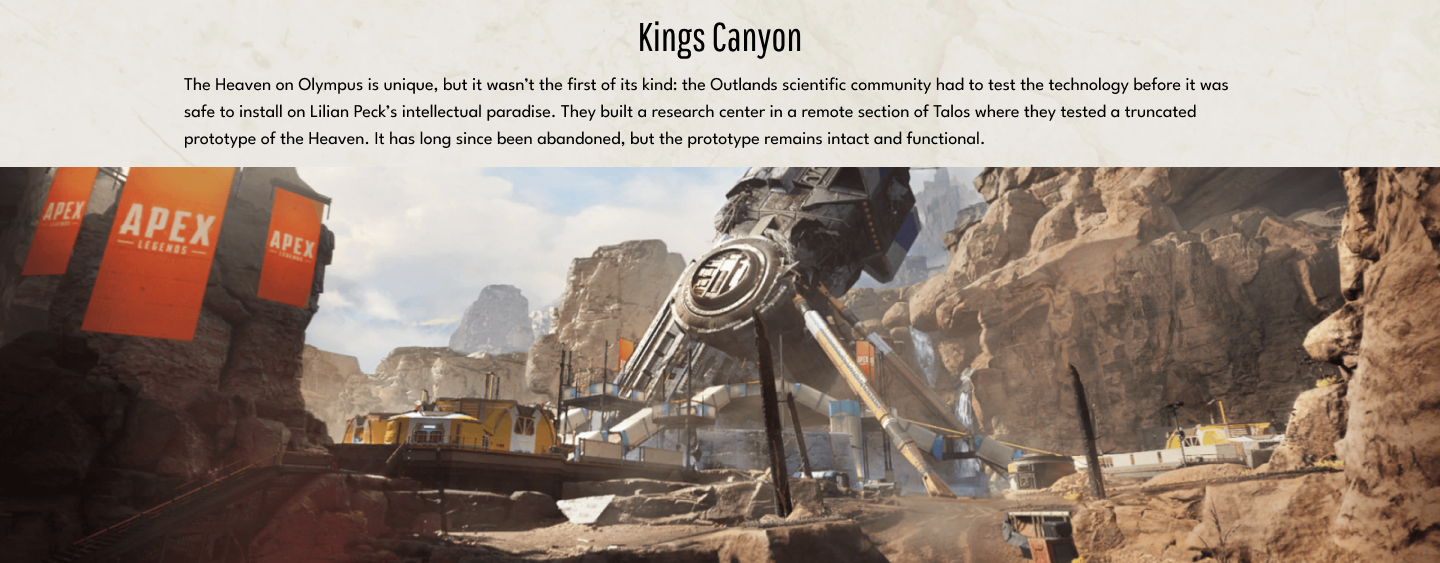 Kings Canyon
The Heaven on Olympus is unique, but it wasn’t the first of its kind: the Outlands scientific community had to test the technology before it was
safe to install on Lilian Peck’s intellectual paradise. They built a research center in a remote section of Talos where they tested a truncated
prototype of the Heaven. It has long since been abandoned, but the prototype remains intact and functional.
APEX
APEX
LEGENDS
APEX
LEGENDS
APEX